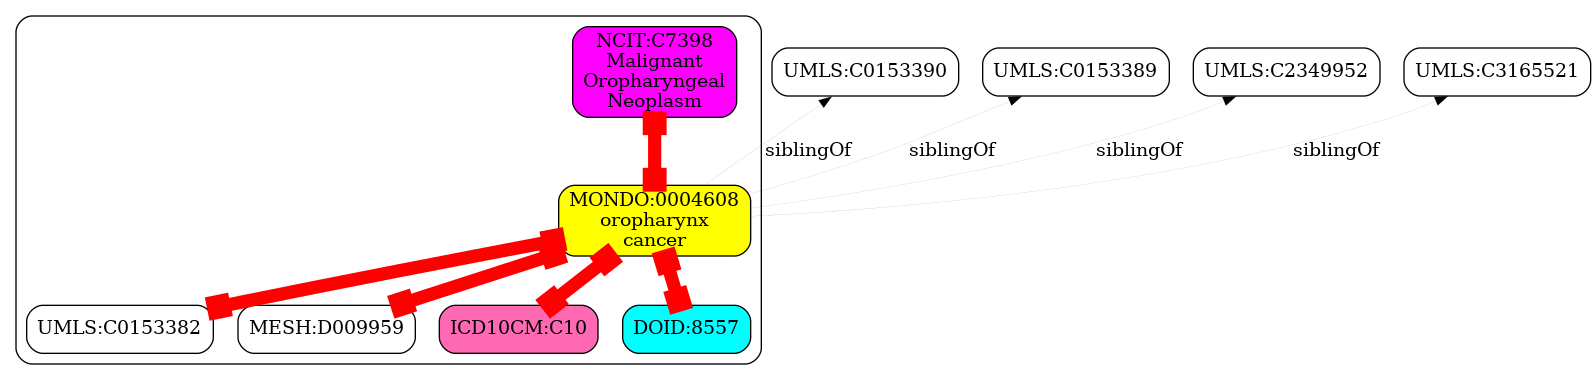 NCIT:C7398
Malignant
Oropharyngeal
Neoplasm
UMLS:C0153390
UMLS:C0153389
UMLS:C2349952
UMLS:C3165521
siblingOf
siblingOf
siblingOf
siblingOf
MONDO:0004608
oropharynx
cancer
UMLS:C0153382
MESH:D009959
ICD10CM:C10
DOID:8557